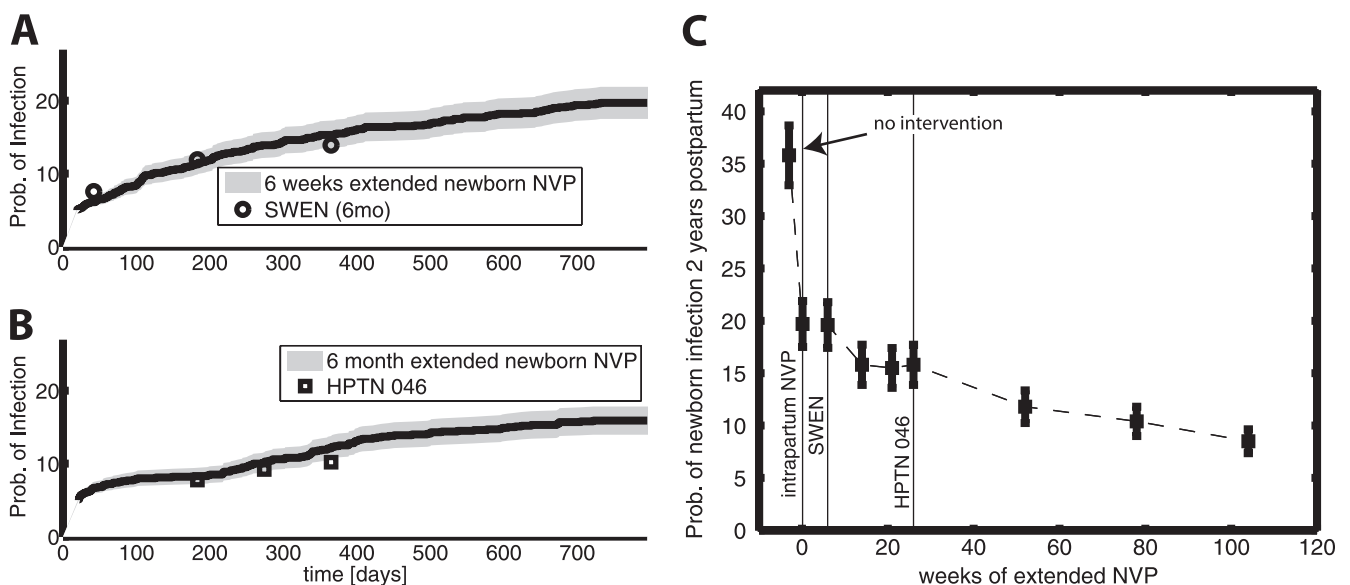 A
Prob. of Infection
20
10
0
6 weeks extended newborn NVP
SWEN (6mo)
0 100 200 300 400 500 600 700
B
Prob. of Infection
20
10
0
6 month extended newborn NVP
HPTN 046
0 100 200 300 400 500 600 700
time [days]
C
Prob. of newborn infection 2 years postpartum
40
35
30
25
20
15
10
5
0
no intervention
intrapartum NVP
SWEN
HPTN 046
0 20 40 60 80 100 120
weeks of extended NVP